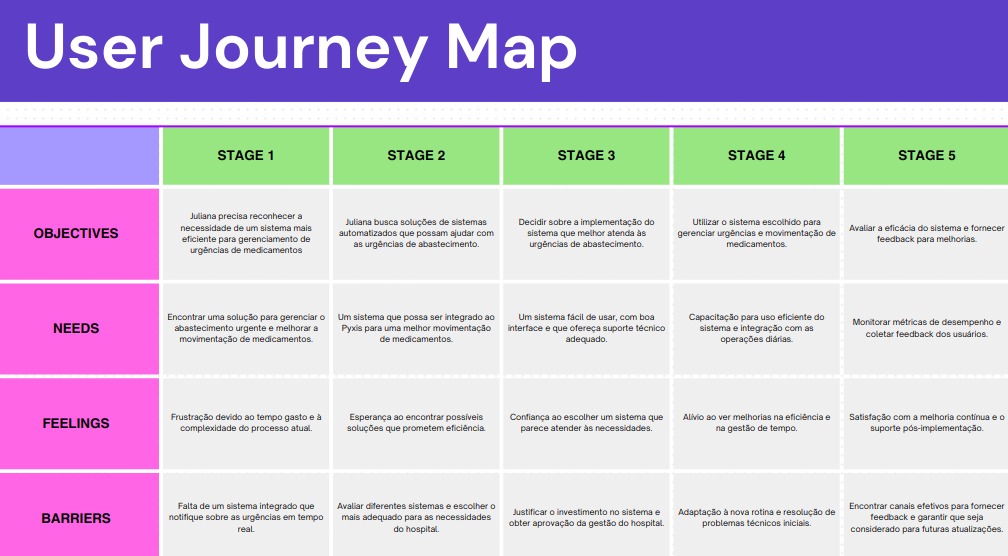 User Journey Map
STAGE 1
STAGE 2
STAGE 3
STAGE 4
STAGE 5
OBJECTIVES
Juliana precisa reconhecer a
necessidade de um sistema mais
eficiente para gerenciamento de
urgências de medicamentos
Juliana busca soluções de sistemas
automatizados que possam ajudar com
as urgências de abastecimento.
Decidir sobre a implementação do
sistema que melhor atenda às
urgências de abastecimento.
Utilizar o sistema escolhido para
gerenciar urgências e movimentação de
medicamentos.
Avaliar a eficácia do sistema e fornecer
feedback para melhorias.
NEEDS
Encontrar uma solução para gerenciar o
abastecimento urgente e melhorar a
movimentação de medicamentos.
Um sistema que possa ser integrado ao
Pyxis para uma melhor movimentação
de medicamentos.
Um sistema fácil de usar, com boa
interface e que ofereça suporte técnico
adequado.
Capacitação para uso eficiente do
sistema e integração com as
operações diárias.
Monitorar métricas de desempenho e
coletar feedback dos usuários.
FEELINGS
Frustração devido ao tempo gasto e à
complexidade do processo atual.
Esperança ao encontrar possíveis
soluções que prometem eficiência.
Confiança ao escolher um sistema que
parece atender às necessidades.
Alívio ao ver melhorias na eficiência e
na gestão de tempo.
Satisfação com a melhoria contínua e o
suporte pós-implementação.
BARRIERS
Falta de um sistema integrado que
notifique sobre as urgências em tempo
real.
Avaliar diferentes sistemas e escolher o
mais adequado para as necessidades
do hospital.
Justificar o investimento no sistema e
obter aprovação da gestão do hospital.
Adaptação à nova rotina e resolução de
problemas técnicos iniciais.
Encontrar canais efetivos para fornecer
feedback e garantir que seja
considerado para futuras atualizações.